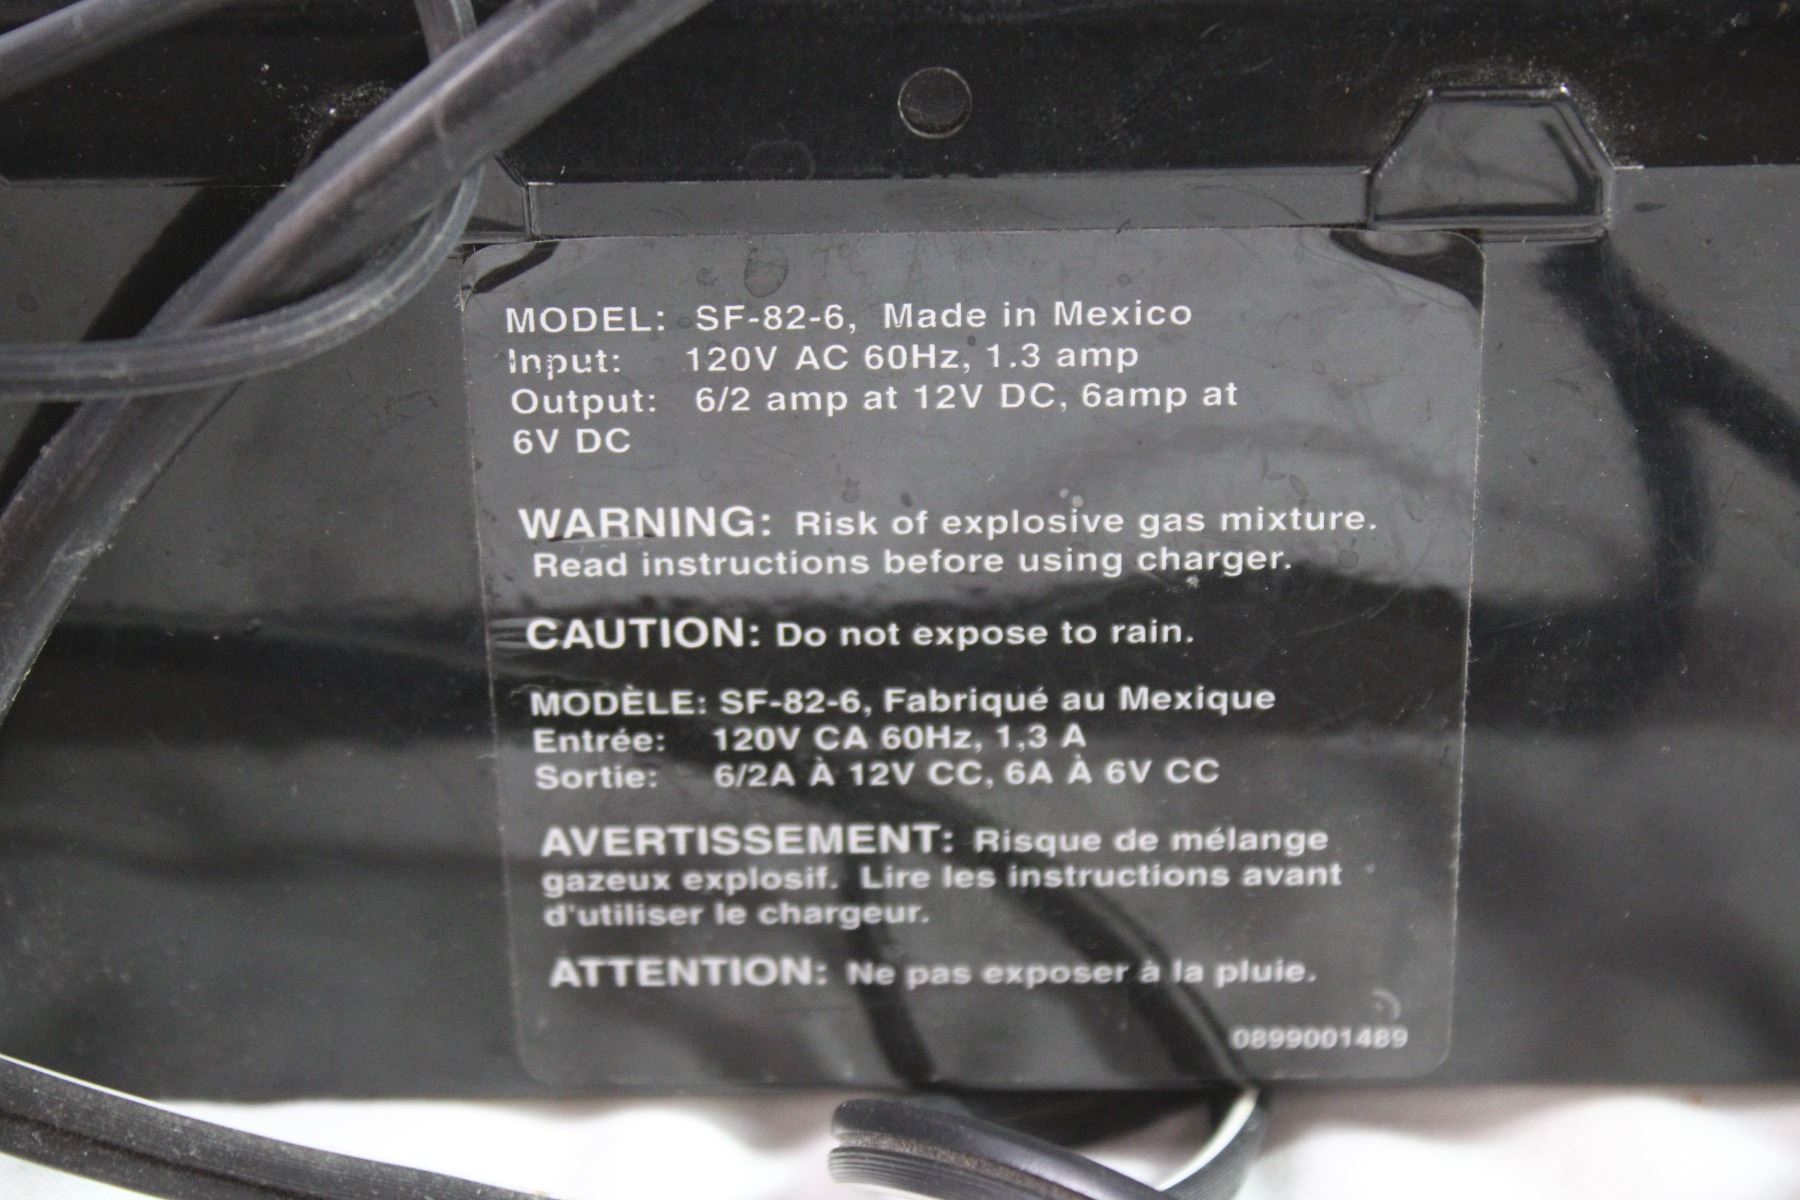 MODEL: SF-82-6, Made in Mexico
Input: 120V AC 60Hz, 1.3 amp
Output: 6/2 amp at 12V DC, 6amp at
6V DC
WARNING: Risk of explosive gas mixture.
Read instructions before using charger.
CAUTION: Do not expose to rain.
MODÈLE: SF-82-6, Fabriqué au Mexique
Entrée: 120V CA 60Hz, 1,3 A
Sortie: 6/2A À 12V CC, 6A À 6V CC
AVERTISSEMENT: Risque de mélange
gazeux explosif. Lire les instructions avant
d'utiliser le chargeur.
ATTENTION: Ne pas exposer à la pluie.
0899001489